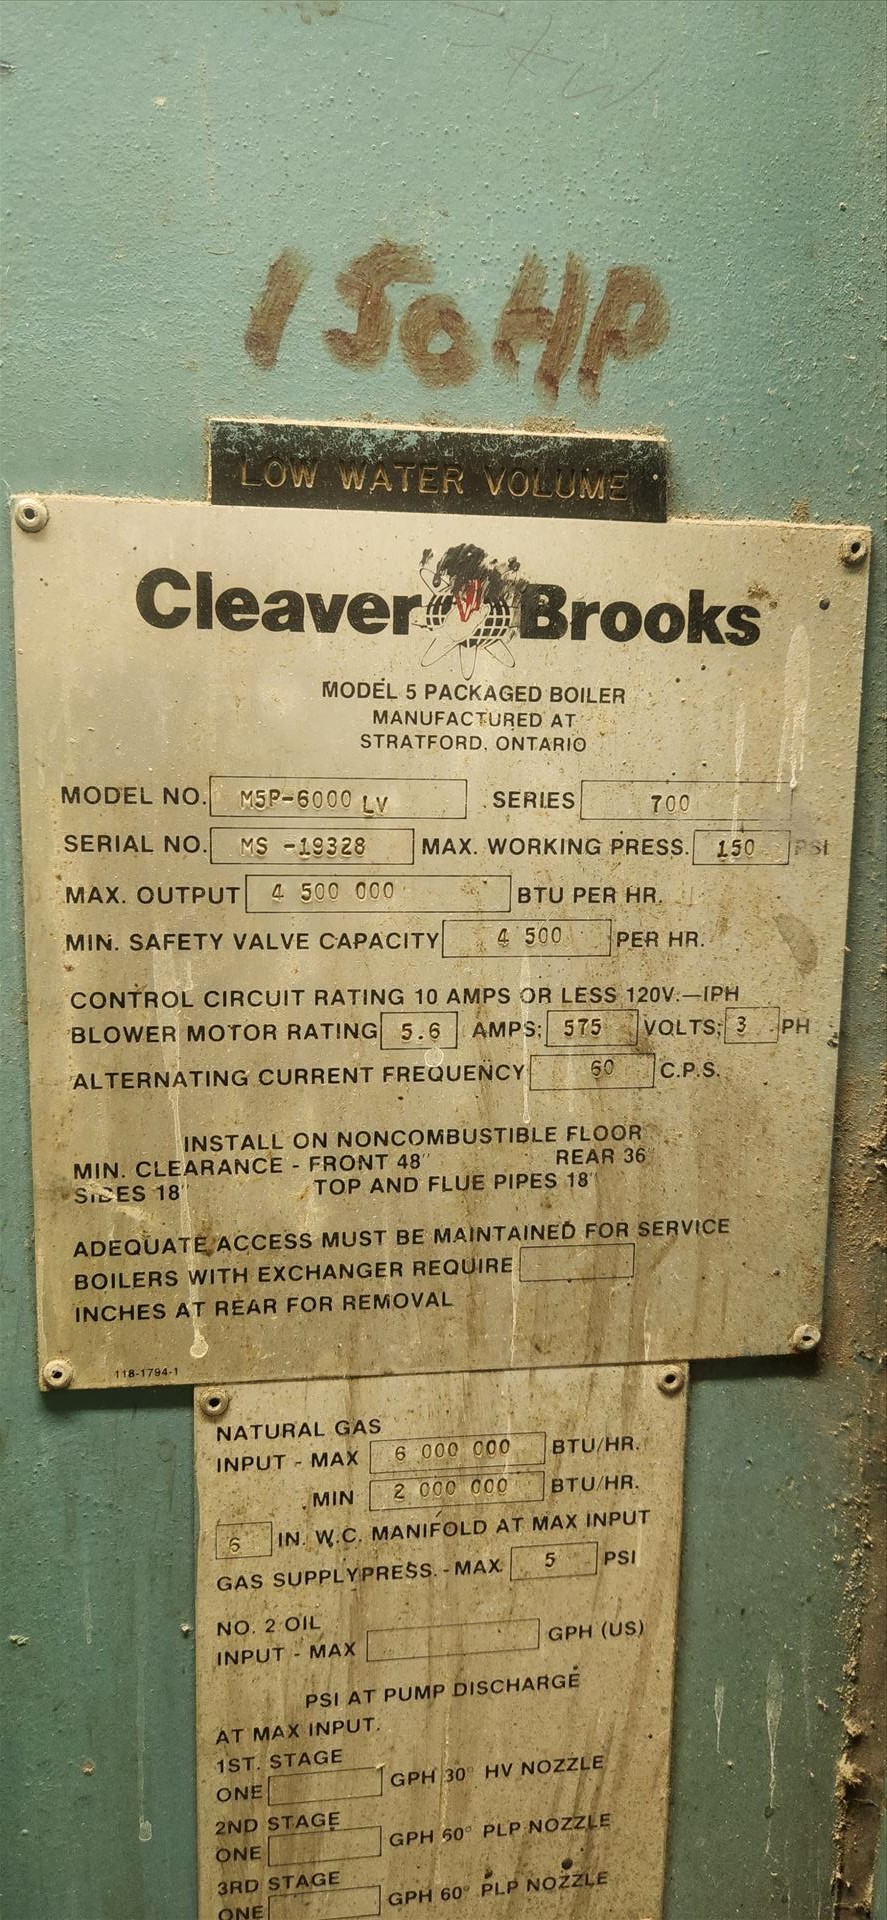 150HP
LOW WATER VOLUME
Cleaver Brooks
MODEL 5 PACKAGED BOILER
MANUFACTURED AT
STRATFORD, ONTARIO
MODEL NO. M5P-6000 LV SERIES 700
SERIAL NO. MS -19328 MAX. WORKING PRESS. 150 PSI
MAX. OUTPUT 4 500 000 BTU PER HR.
MIN. SAFETY VALVE CAPACITY 4 500 PER HR.
CONTROL CIRCUIT RATING 10 AMPS OR LESS 120V.—IPH
BLOWER MOTOR RATING 5.6 AMPS; 575 VOLTS; 3 PH
ALTERNATING CURRENT FREQUENCY 60 C.P.S.
INSTALL ON NONCOMBUSTIBLE FLOOR
MIN. CLEARANCE - FRONT 48" REAR 36"
SIDES 18" TOP AND FLUE PIPES 18"
ADEQUATE ACCESS MUST BE MAINTAINED FOR SERVICE
BOILERS WITH EXCHANGER REQUIRE
INCHES AT REAR FOR REMOVAL
118-1794-1
NATURAL GAS
INPUT - MAX 6 000 000 BTU/HR.
MIN 2 000 000 BTU/HR.
6 IN. W.C. MANIFOLD AT MAX INPUT
GAS SUPPLY PRESS. - MAX. 5 PSI
NO. 2 OIL
INPUT - MAX GPH (US)
PSI AT PUMP DISCHARGE
AT MAX INPUT.
1ST. STAGE
ONE GPH 30° HV NOZZLE
2ND STAGE
ONE GPH 60° PLP NOZZLE
3RD STAGE
ONE GPH 60° PLP NOZZLE